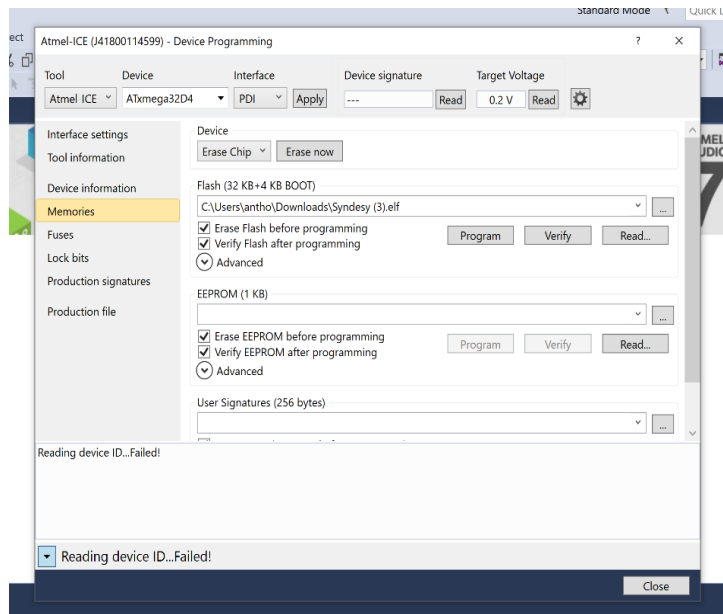 Standard Mode
Quick L
ect
Atmel-ICE (J41800114599) - Device Programming
? ×
Tool Device Interface Device signature Target Voltage
Atmel ICE ATxmega32D4 PDI Apply --- Read 0.2 V Read
Interface settings
Tool information
Device information
Memories
Fuses
Lock bits
Production signatures
Production file
Device
Erase Chip Erase now
Flash (32 KB+4 KB BOOT)
C:\Users\antho\Downloads\Syndesy (3).elf ...
Erase Flash before programming
Verify Flash after programming
Program Verify Read...
Advanced
EEPROM (1 KB)
...
Erase EEPROM before programming
Verify EEPROM after programming
Program Verify Read...
Advanced
User Signatures (256 bytes)
...
MEL
UDIO
7
Reading device ID...Failed!
Reading device ID...Failed!
Close